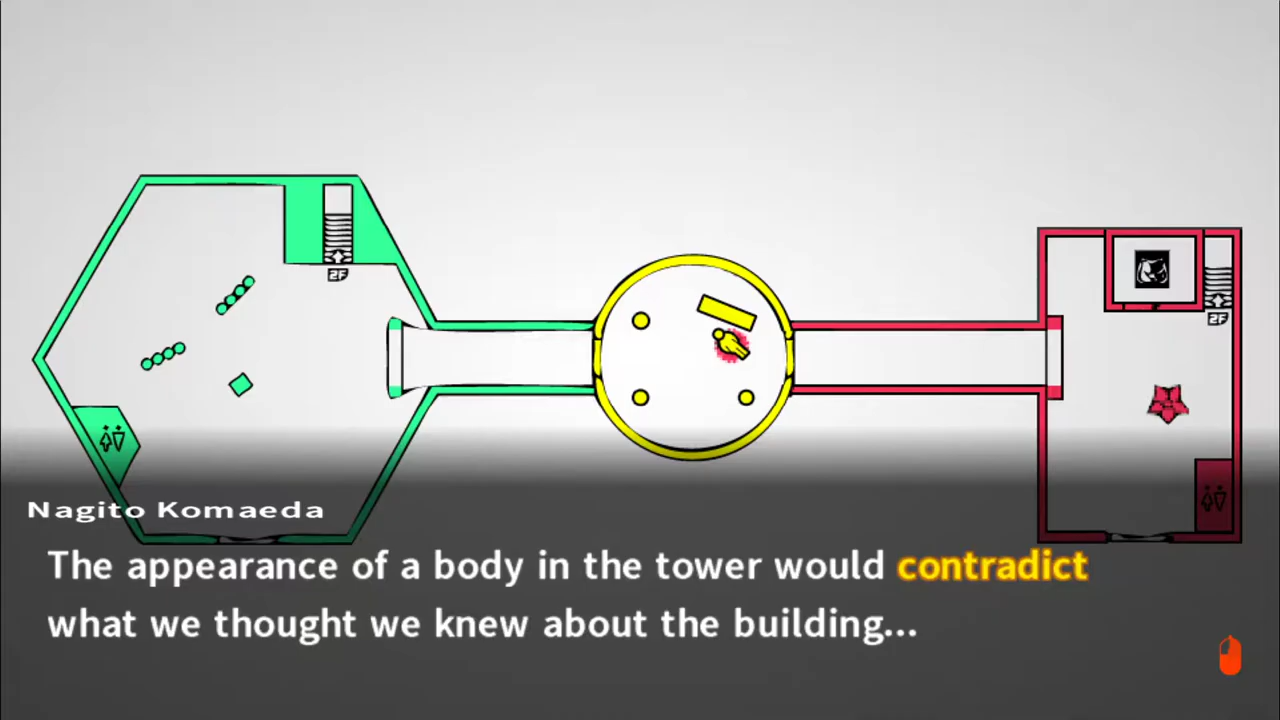 2F
2F
Nagito Komaeda
The appearance of a body in the tower would contradict
what we thought we knew about the building...